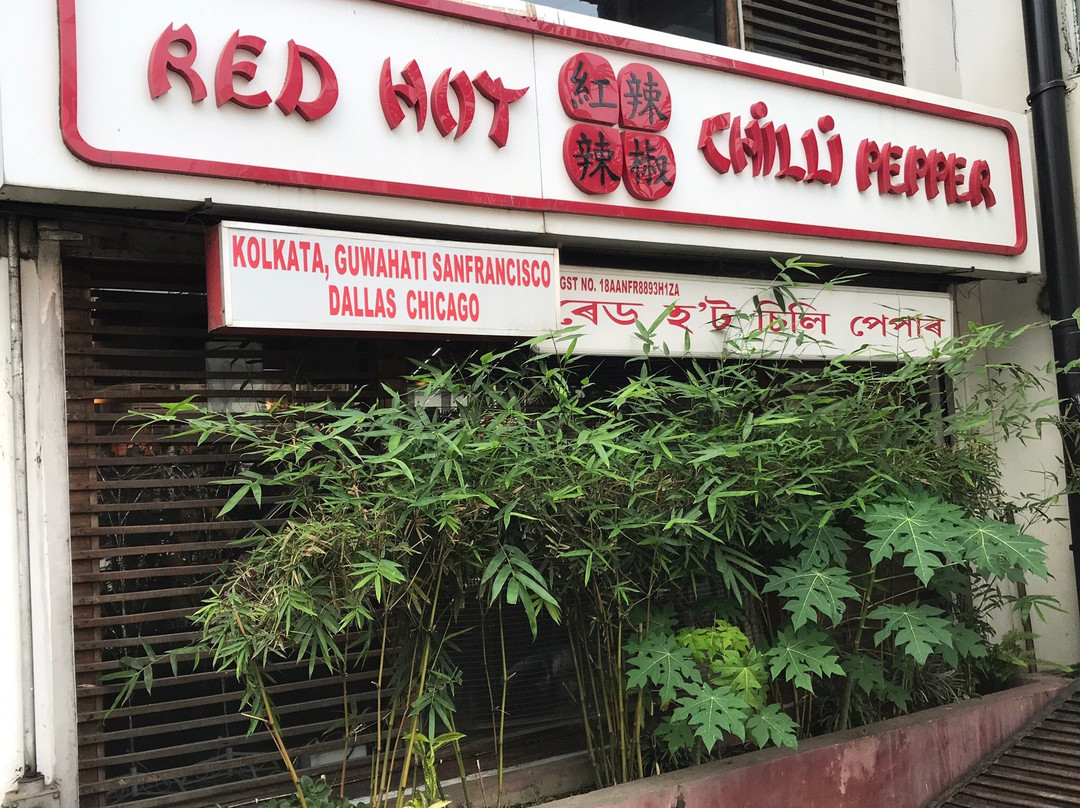 RED HOT 紅辣辣椒 CHILLI PEPPER
KOLKATA, GUWAHATI SANFRANCISCO
DALLAS CHICAGO
GST NO. 18AANFR8893H1ZA
ৰেড হ'ট চিলি পেপাৰ